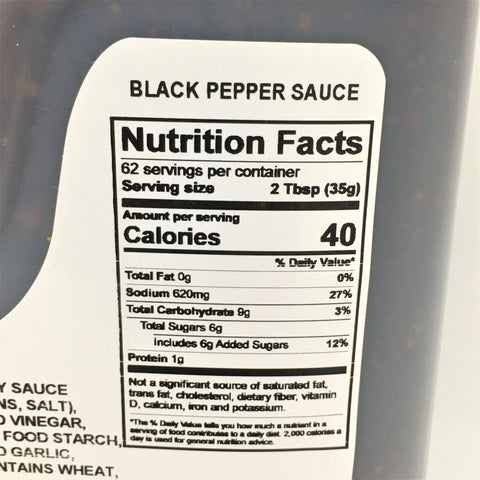 BLACK PEPPER SAUCE
Nutrition Facts
62 servings per container
Serving size 2 Tbsp (35g)
Amount per serving
Calories 40
% Daily Value*
Total Fat 0g 0%
Sodium 620mg 27%
Total Carbohydrate 9g 3%
Total Sugars 6g
Includes 6g Added Sugars 12%
Protein 1g
Not a significant source of saturated fat,
trans fat, cholesterol, dietary fiber, vitamin
D, calcium, iron and potassium.
*The % Daily Value tells you how much a nutrient in a
serving of food contributes to a daily diet. 2,000 calories a
day is used for general nutrition advice.
SAUCE
SALT),
VINEGAR,
FOOD STARCH,
GARLIC,
WHEAT,